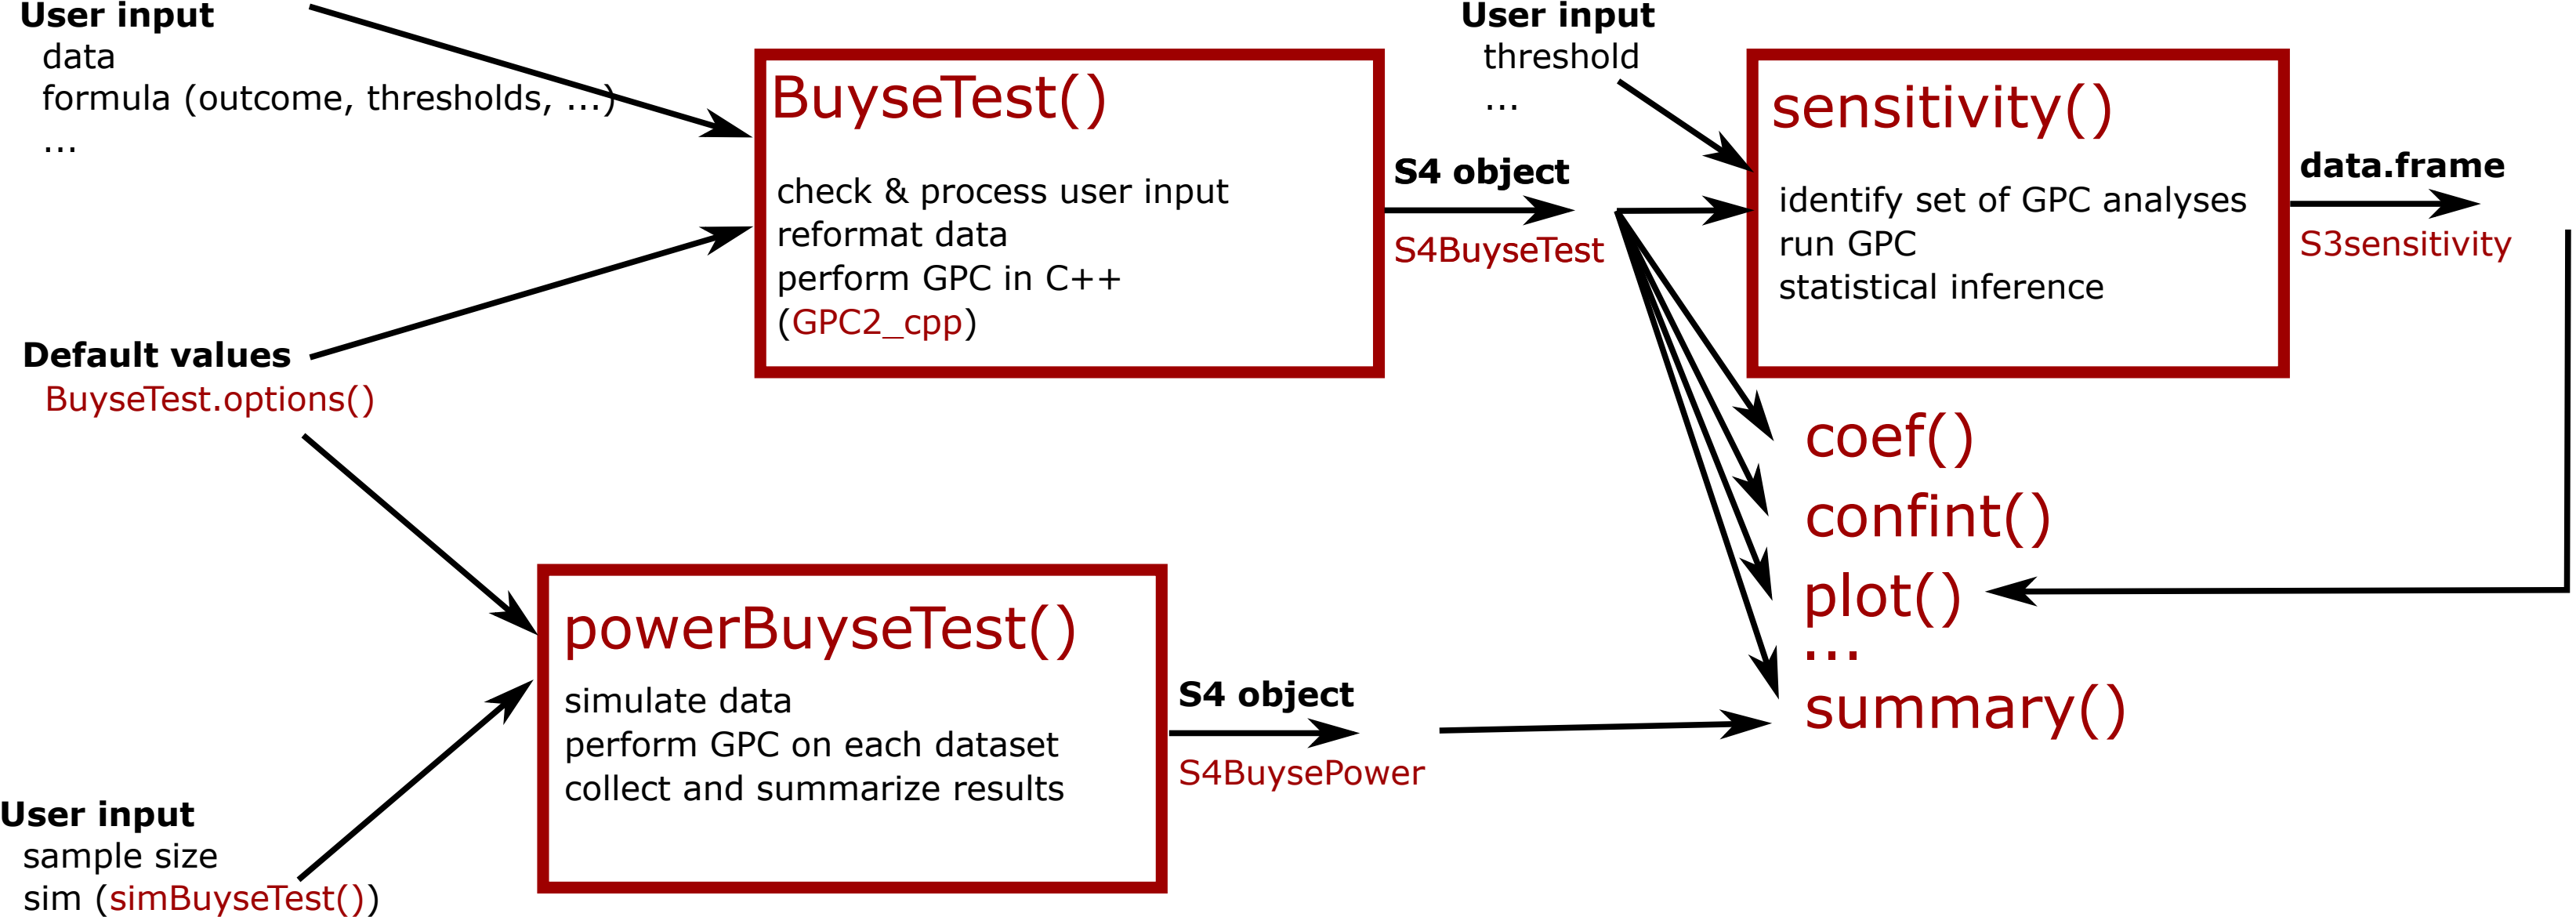 User input
data
formula (outcome, thresholds, ...)
...
Default values
BuyseTest.options()
User input
sample size
sim (simBuyseTest())
BuyseTest()
check & process user input
reformat data
perform GPC in C++
(GPC2_cpp)
S4 object
S4BuyseTest
powerBuyseTest()
simulate data
perform GPC on each dataset
collect and summarize results
S4 object
S4BuysePower
User input
threshold
...
sensitivity()
identify set of GPC analyses
run GPC
statistical inference
data.frame
S3sensitivity
coef()
confint()
plot()
...
summary()